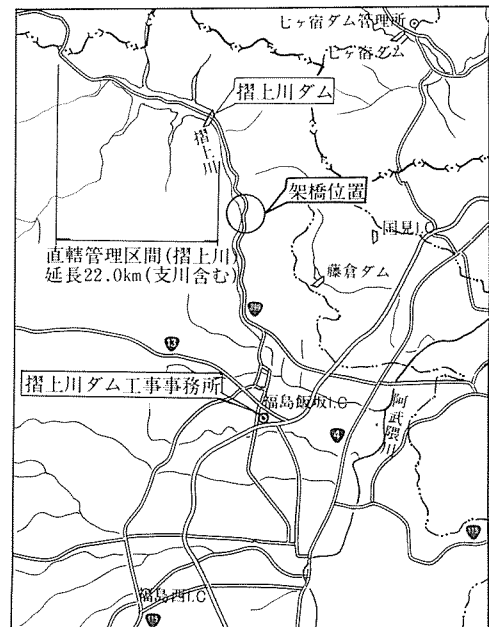 七ヶ宿ダム管理所
七ヶ宿ダム
摺上川ダム
摺上川
架橋位置
国見I.C
直轄管理区間(摺上川)
延長22.0km(支川含む)
藤倉ダム
399
13
摺上川ダム工事事務所
福島飯坂I.C
阿武隈川
4
115
福島西I.C
115